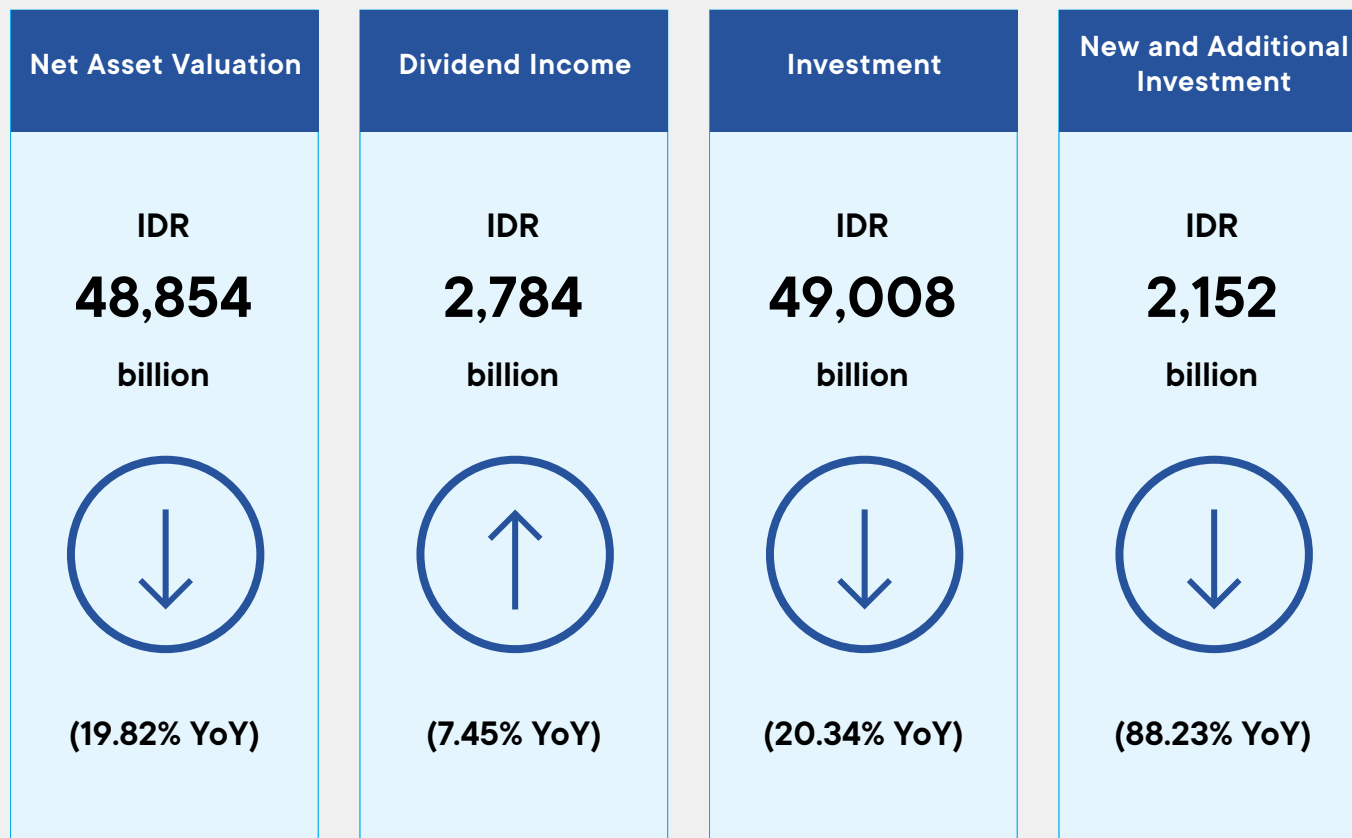 Net Asset Valuation
IDR
48,854
billion
(19.82% YoY)
Dividend Income
IDR
2,784
billion
(7.45% YoY)
Investment
IDR
49,008
billion
(20.34% YoY)
New and Additional
Investment
IDR
2,152
billion
(88.23% YoY)